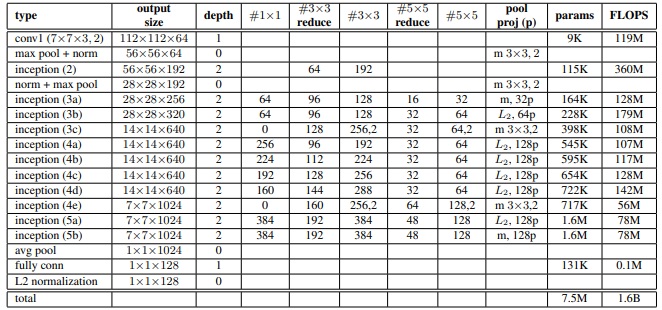 type output size depth #1×1 #3×3 reduce #3×3 #5×5 reduce #5×5 pool proj (p) params FLOPS
conv1 (7×7×3, 2) 112×112×64 1 9K 119M
max pool + norm 56×56×64 0 m 3×3, 2
inception (2) 56×56×192 2 64 192 115K 360M
norm + max pool 28×28×192 0 m 3×3, 2
inception (3a) 28×28×256 2 64 96 128 16 32 m, 32p 164K 128M
inception (3b) 28×28×320 2 64 96 128 32 64 L2, 64p 228K 179M
inception (3c) 14×14×640 2 0 128 256,2 32 64,2 m 3×3,2 398K 108M
inception (4a) 14×14×640 2 256 96 192 32 64 L2, 128p 545K 107M
inception (4b) 14×14×640 2 224 112 224 32 64 L2, 128p 595K 117M
inception (4c) 14×14×640 2 192 128 256 32 64 L2, 128p 654K 128M
inception (4d) 14×14×640 2 160 144 288 32 64 L2, 128p 722K 142M
inception (4e) 7×7×1024 2 0 160 256,2 64 128,2 m 3×3,2 717K 56M
inception (5a) 7×7×1024 2 384 192 384 48 128 L2, 128p 1.6M 78M
inception (5b) 7×7×1024 2 384 192 384 48 128 m, 128p 1.6M 78M
avg pool 1×1×1024 0
fully conn 1×1×128 1 131K 0.1M
L2 normalization 1×1×128 0
total 7.5M 1.6B